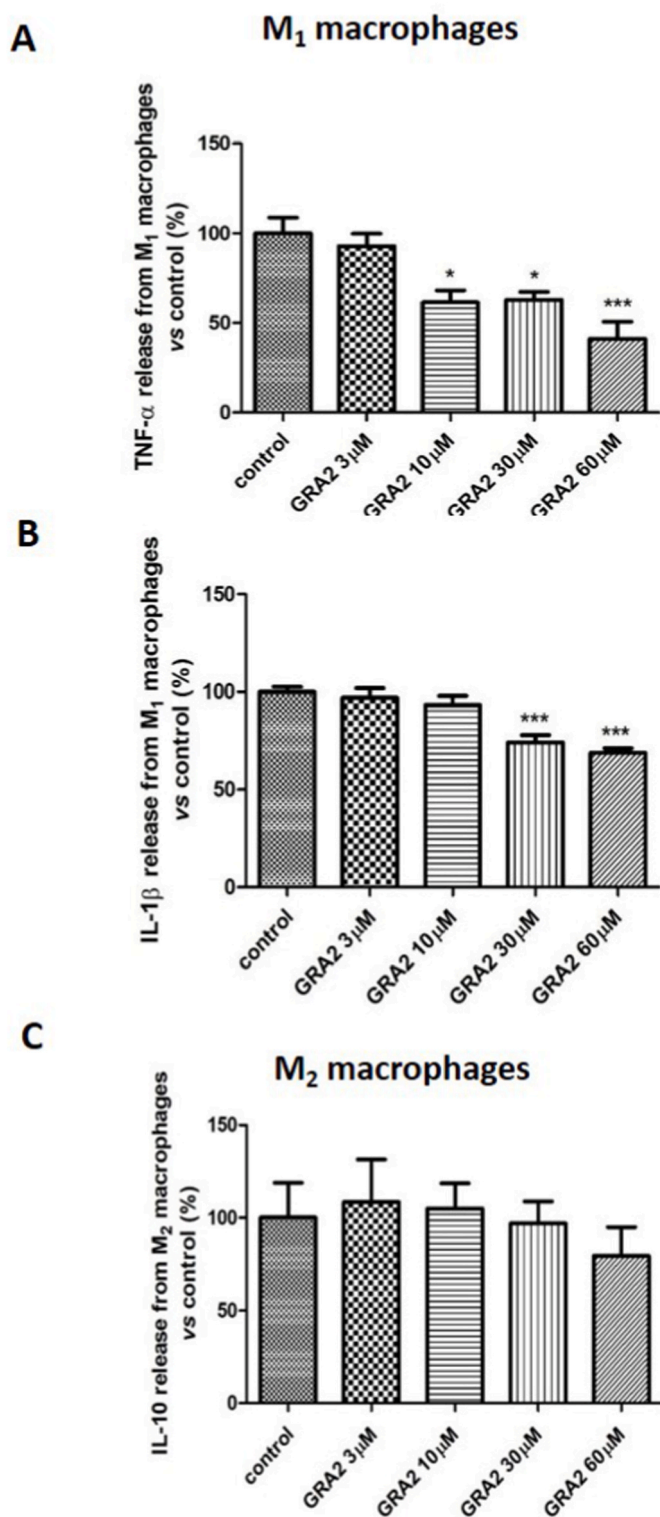 A
M1 macrophages
TNF-α release from M1 macrophages
vs control (%)
150
100
50
0
*
*
***
control
GRA2 3μM
GRA2 10μM
GRA2 30μM
GRA2 60μM
B
IL-1β release from M1 macrophages
vs control (%)
150
100
50
0
***
***
control
GRA2 3μM
GRA2 10μM
GRA2 30μM
GRA2 60μM
C
M2 macrophages
IL-10 release from M2 macrophages
vs control (%)
150
100
50
0
control
GRA2 3μM
GRA2 10μM
GRA2 30μM
GRA2 60μM